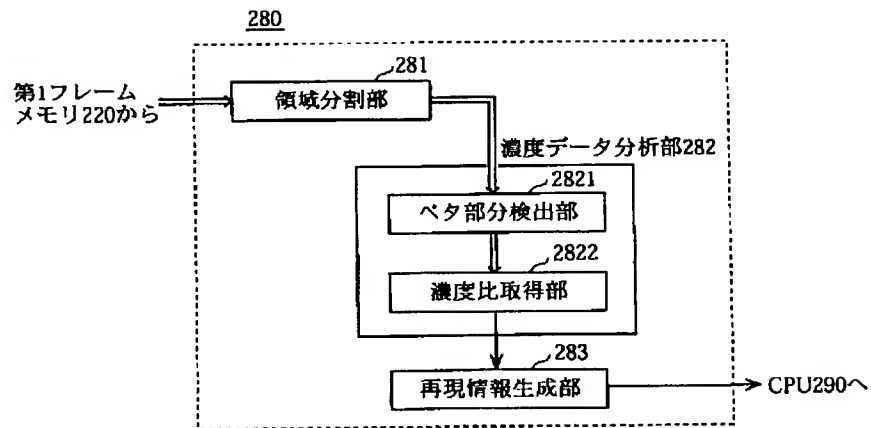 280
281
第1フレーム
メモリ220から
領域分割部
濃度データ分析部282
2821
ベタ部分検出部
2822
濃度比取得部
283
再現情報生成部
CPU290へ